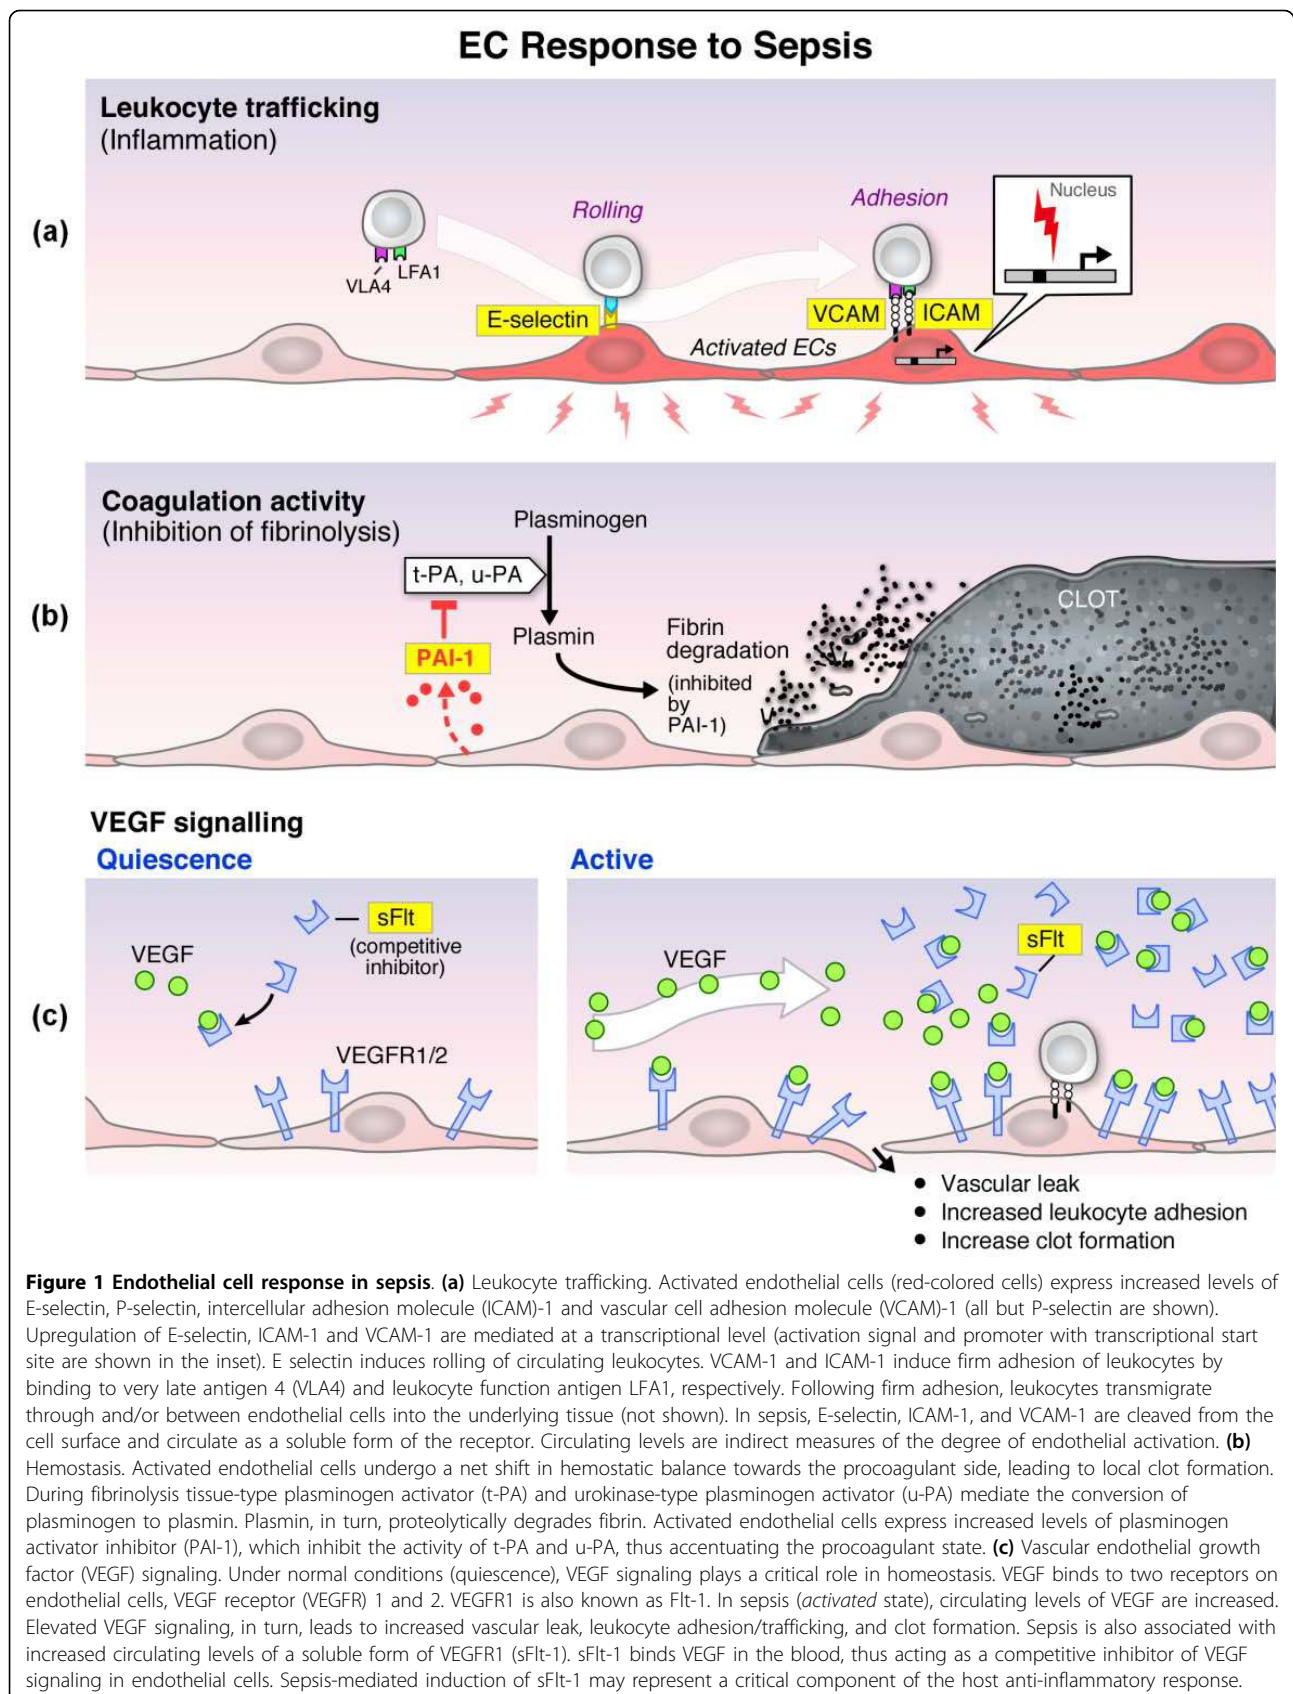 EC Response to Sepsis
Leukocyte trafficking
(Inflammation)
(a)
VLA4
LFA1
Rolling
E-selectin
Activated ECs
Adhesion
VCAM
ICAM
Nucleus
Coagulation activity
(Inhibition of fibrinolysis)
(b)
Plasminogen
t-PA, u-PA
Plasmin
PAI-1
Fibrin
degradation
(inhibited
by
PAI-1)
CLOT
VEGF signalling
Quiescence
(c)
sFlt
(competitive
inhibitor)
VEGF
VEGFR1/2
Active
VEGF
sFlt
• Vascular leak
• Increased leukocyte adhesion
• Increase clot formation
Figure 1 Endothelial cell response in sepsis. (a) Leukocyte trafficking. Activated endothelial cells (red-colored cells) express increased levels of
E-selectin, P-selectin, intercellular adhesion molecule (ICAM)-1 and vascular cell adhesion molecule (VCAM)-1 (all but P-selectin are shown).
Upregulation of E-selectin, ICAM-1 and VCAM-1 are mediated at a transcriptional level (activation signal and promoter with transcriptional start
site are shown in the inset). E selectin induces rolling of circulating leukocytes. VCAM-1 and ICAM-1 induce firm adhesion of leukocytes by
binding to very late antigen 4 (VLA4) and leukocyte function antigen LFA1, respectively. Following firm adhesion, leukocytes transmigrate
through and/or between endothelial cells into the underlying tissue (not shown). In sepsis, E-selectin, ICAM-1, and VCAM-1 are cleaved from the
cell surface and circulate as a soluble form of the receptor. Circulating levels are indirect measures of the degree of endothelial activation. (b)
Hemostasis. Activated endothelial cells undergo a net shift in hemostatic balance towards the procoagulant side, leading to local clot formation.
During fibrinolysis tissue-type plasminogen activator (t-PA) and urokinase-type plasminogen activator (u-PA) mediate the conversion of
plasminogen to plasmin. Plasmin, in turn, proteolytically degrades fibrin. Activated endothelial cells express increased levels of plasminogen
activator inhibitor (PAI-1), which inhibit the activity of t-PA and u-PA, thus accentuating the procoagulant state. (c) Vascular endothelial growth
factor (VEGF) signaling. Under normal conditions (quiescence), VEGF signaling plays a critical role in homeostasis. VEGF binds to two receptors on
endothelial cells, VEGF receptor (VEGFR) 1 and 2. VEGFR1 is also known as Flt-1. In sepsis (activated state), circulating levels of VEGF are increased.
Elevated VEGF signaling, in turn, leads to increased vascular leak, leukocyte adhesion/trafficking, and clot formation. Sepsis is also associated with
increased circulating levels of a soluble form of VEGFR1 (sFlt-1). sFlt-1 binds VEGF in the blood, thus acting as a competitive inhibitor of VEGF
signaling in endothelial cells. Sepsis-mediated induction of sFlt-1 may represent a critical component of the host anti-inflammatory response.